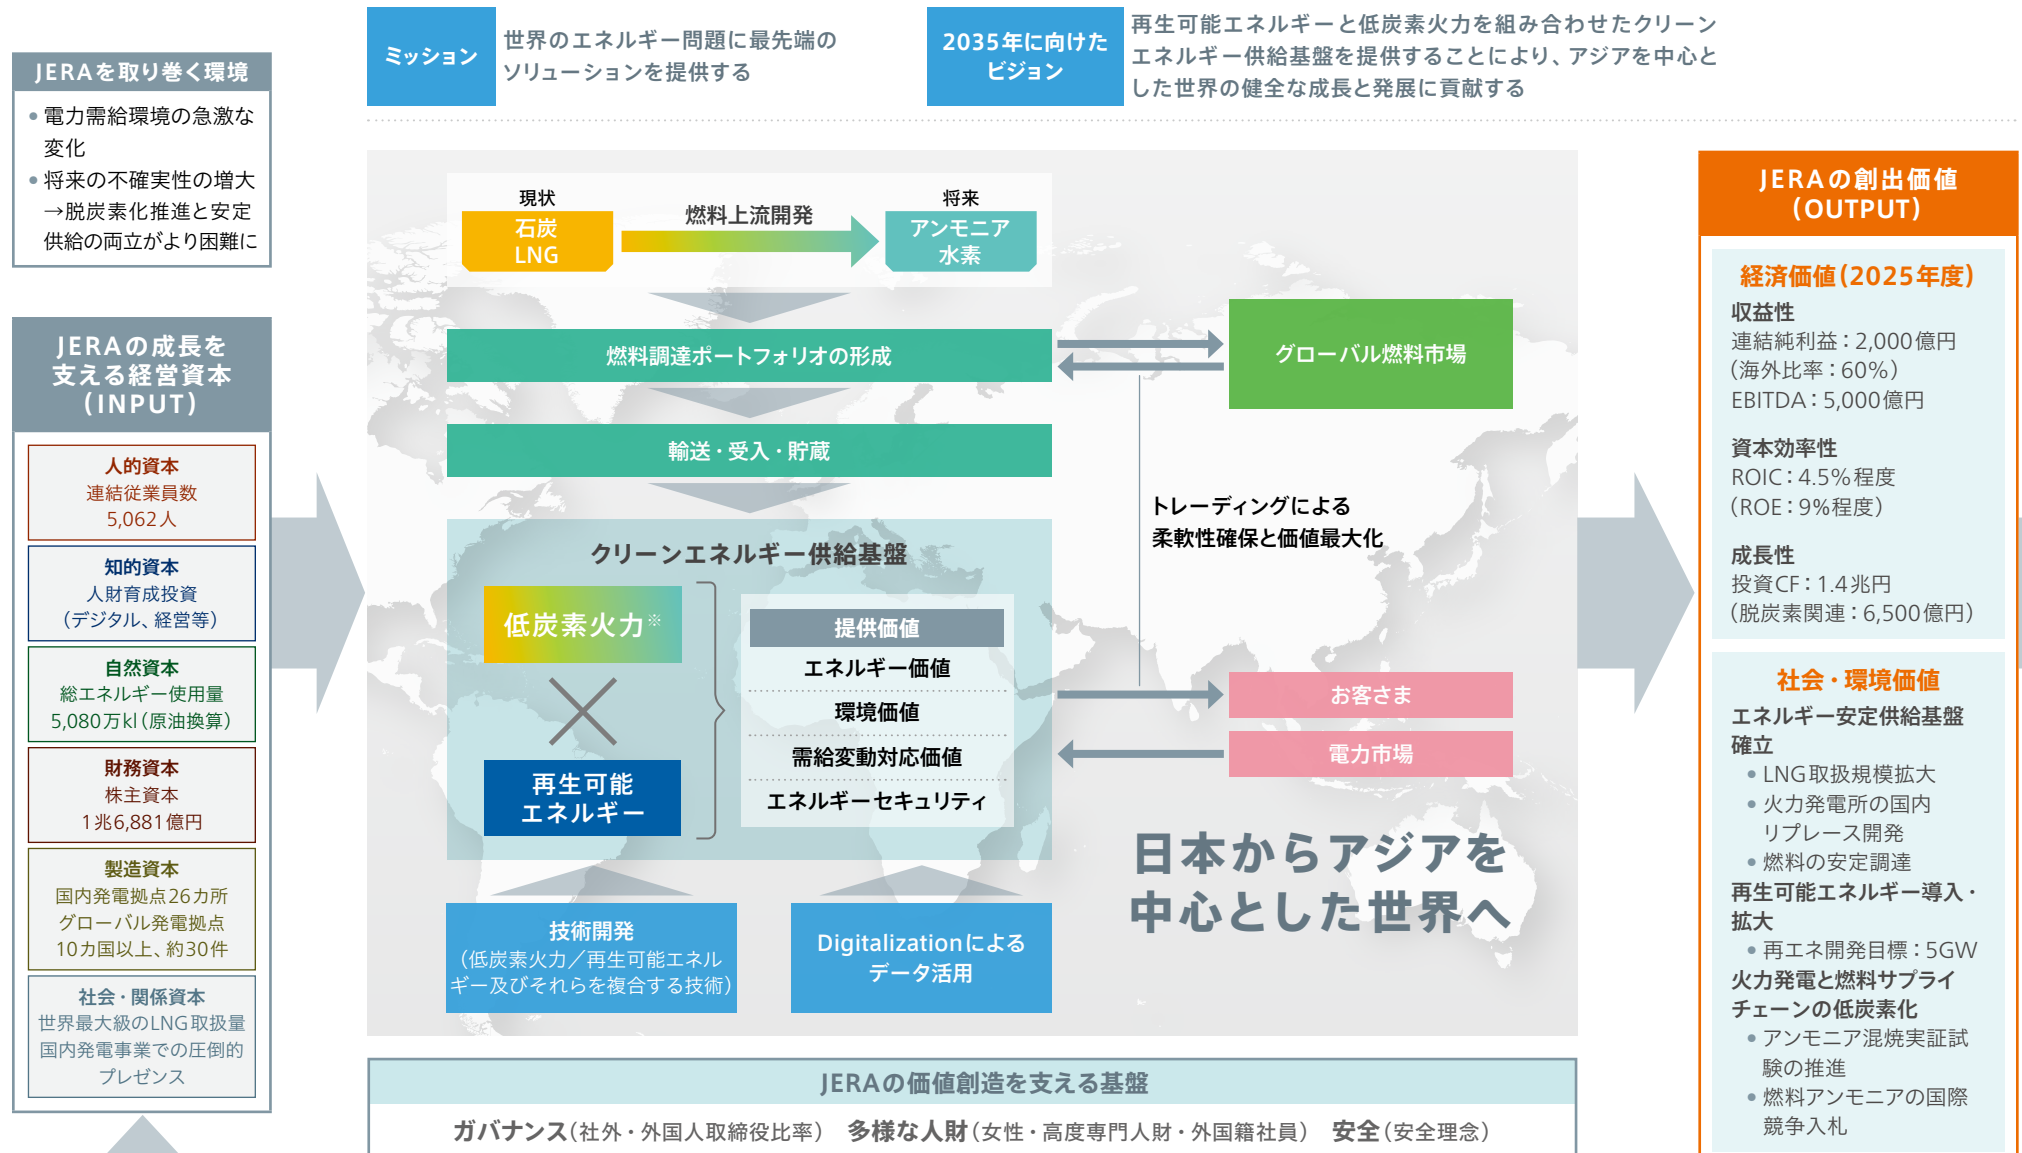 ミッション
世界のエネルギー問題に最先端の
ソリューションを提供する
2035年に向けた
ビジョン
再生可能エネルギーと低炭素火力を組み合わせたクリーン
エネルギー供給基盤を提供することにより、アジアを中心と
した世界の健全な成長と発展に貢献する
JERAを取り巻く環境
• 電力需給環境の急激な
変化
• 将来の不確実性の増大
→脱炭素化推進と安定
供給の両立がより困難に
JERAの成長を
支える経営資本
（INPUT）
人的資本
連結従業員数
5,062人
知的資本
人財育成投資
（デジタル、経営等）
自然資本
総エネルギー使用量
5,080万kl（原油換算）
財務資本
株主資本
1兆6,881億円
製造資本
国内発電拠点26カ所
グローバル発電拠点
10カ国以上、約30件
社会・関係資本
世界最大級のLNG取扱量
国内発電事業での圧倒的
プレゼンス
現状
石炭
LNG
燃料上流開発
将来
アンモニア
水素
燃料調達ポートフォリオの形成
グローバル燃料市場
輸送・受入・貯蔵
トレーディングによる
柔軟性確保と価値最大化
クリーンエネルギー供給基盤
低炭素火力※
再生可能
エネルギー
提供価値
エネルギー価値
環境価値
需給変動対応価値
エネルギーセキュリティ
お客さま
電力市場
日本からアジアを
中心とした世界へ
技術開発
（低炭素火力／再生可能エネル
ギー及びそれらを複合する技術）
Digitalizationによる
データ活用
JERAの価値創造を支える基盤
ガバナンス（社外・外国人取締役比率） 多様な人財（女性・高度専門人財・外国籍社員） 安全（安全理念）
JERAの創出価値
（OUTPUT）
経済価値（2025年度）
収益性
連結純利益：2,000億円
（海外比率：60%）
EBITDA：5,000億円
資本効率性
ROIC：4.5%程度
（ROE：9%程度）
成長性
投資CF：1.4兆円
（脱炭素関連：6,500億円）
社会・環境価値
エネルギー安定供給基盤
確立
• LNG取扱規模拡大
• 火力発電所の国内
リプレース開発
• 燃料の安定調達
再生可能エネルギー導入・
拡大
• 再エネ開発目標：5GW
火力発電と燃料サプライ
チェーンの低炭素化
• アンモニア混焼実証試
験の推進
• 燃料アンモニアの国際
競争入札